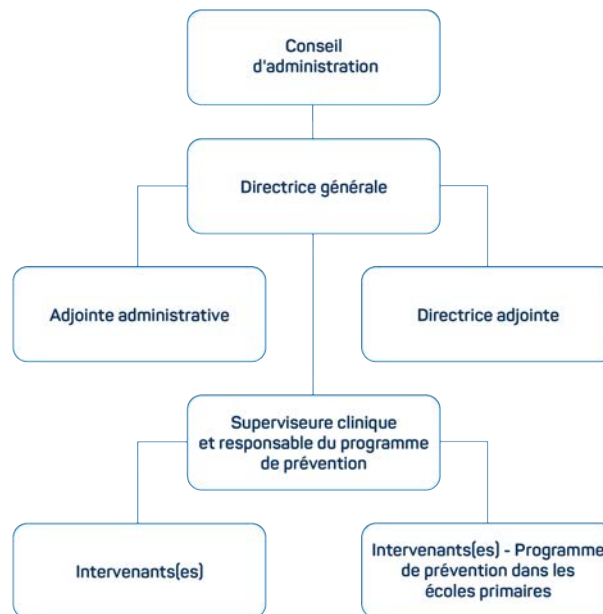 Conseil
d'administration
Directrice générale
Adjointe administrative
Directrice adjointe
Superviseure clinique
et responsable du programme
de prévention
Intervenants(es)
Intervenants(es) - Programme
de prévention dans les
écoles primaires